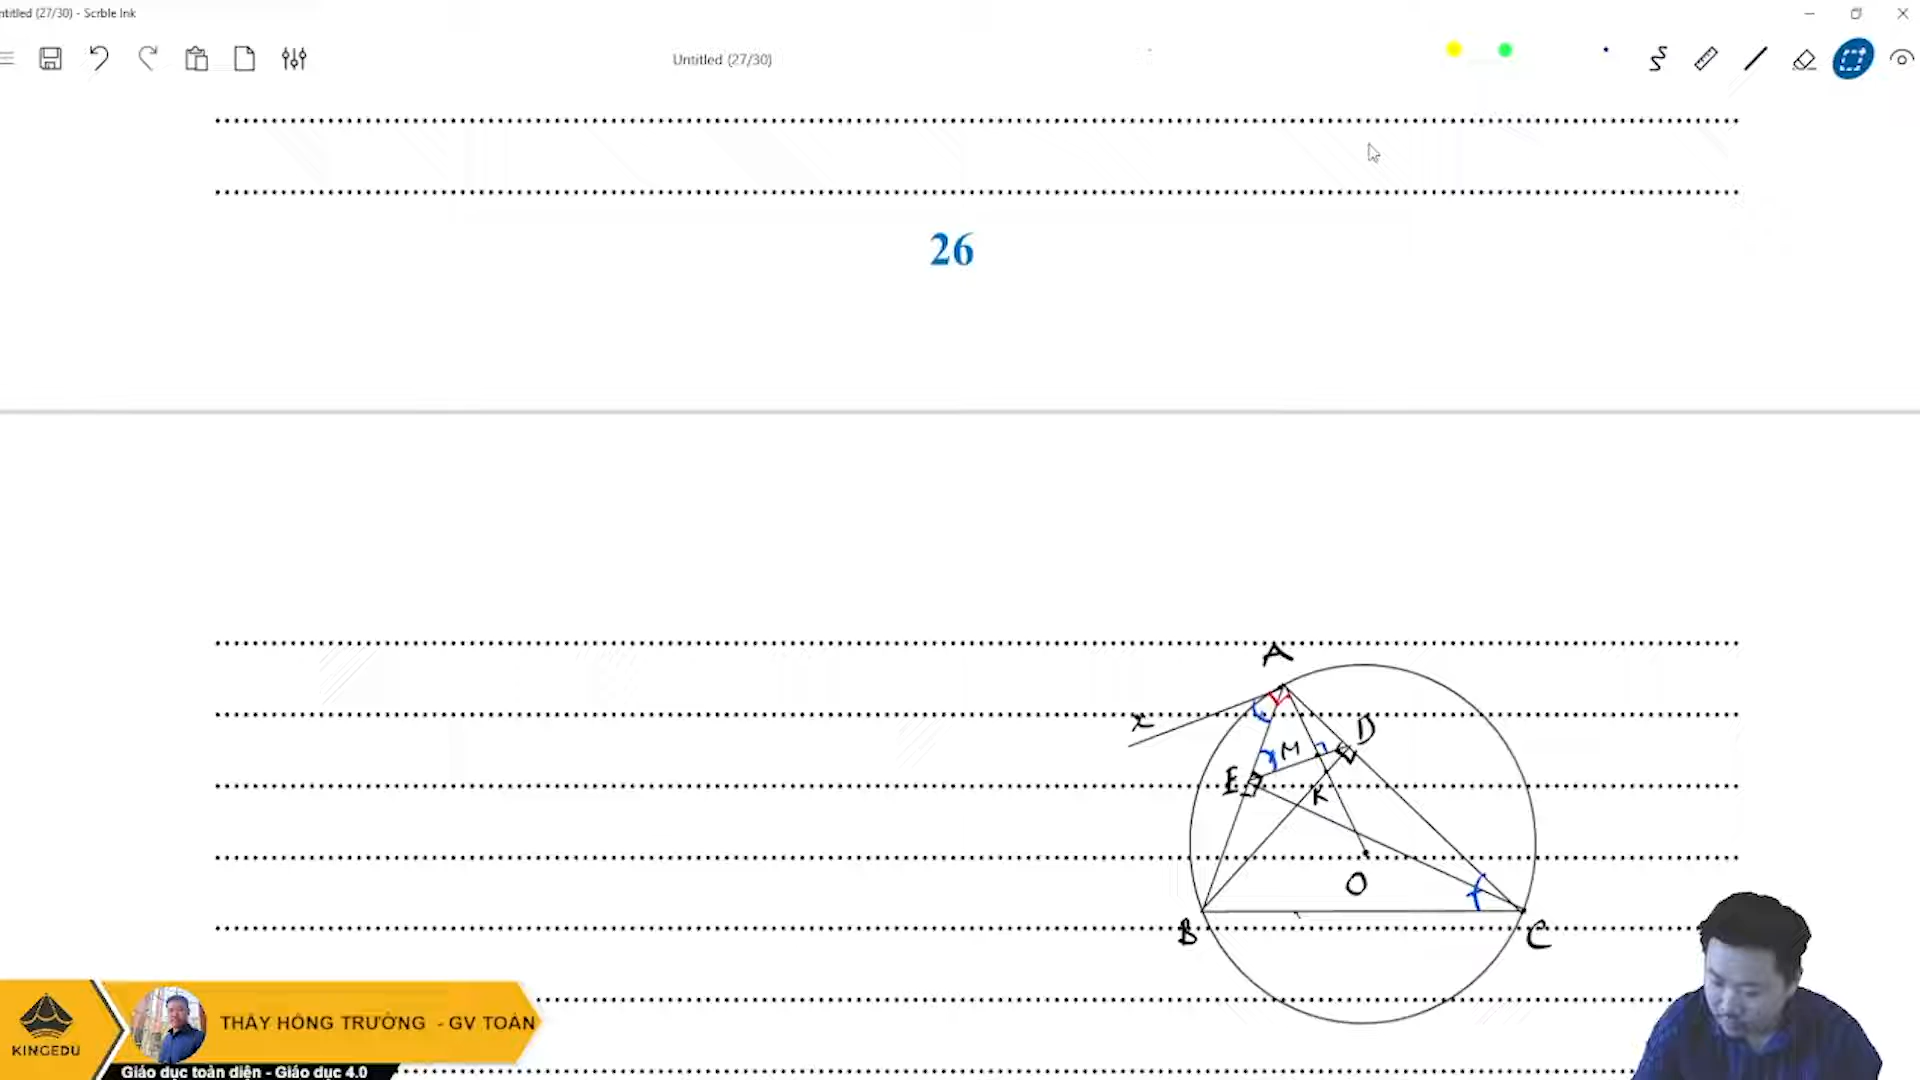 ntitled (27/30) - Scrble Ink
Untitled (27/30)
26
A
x
D
M
E
K
O
B
C
THẦY HỒNG TRƯỜNG - GV TOÁN
KINGEDU
Giáo dục toàn diện - Giáo dục 4.0